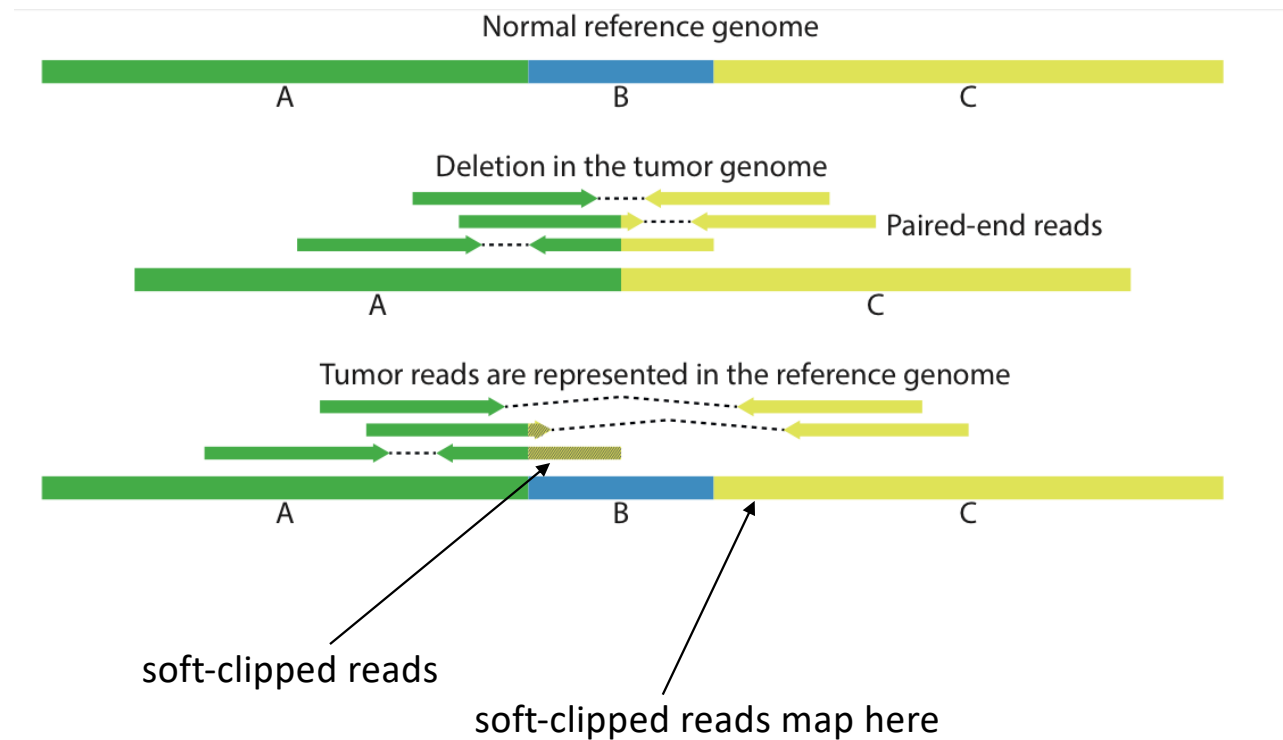 Normal reference genome
A B C
Deletion in the tumor genome
Paired-end reads
A C
Tumor reads are represented in the reference genome
A B C
soft-clipped reads
soft-clipped reads map here